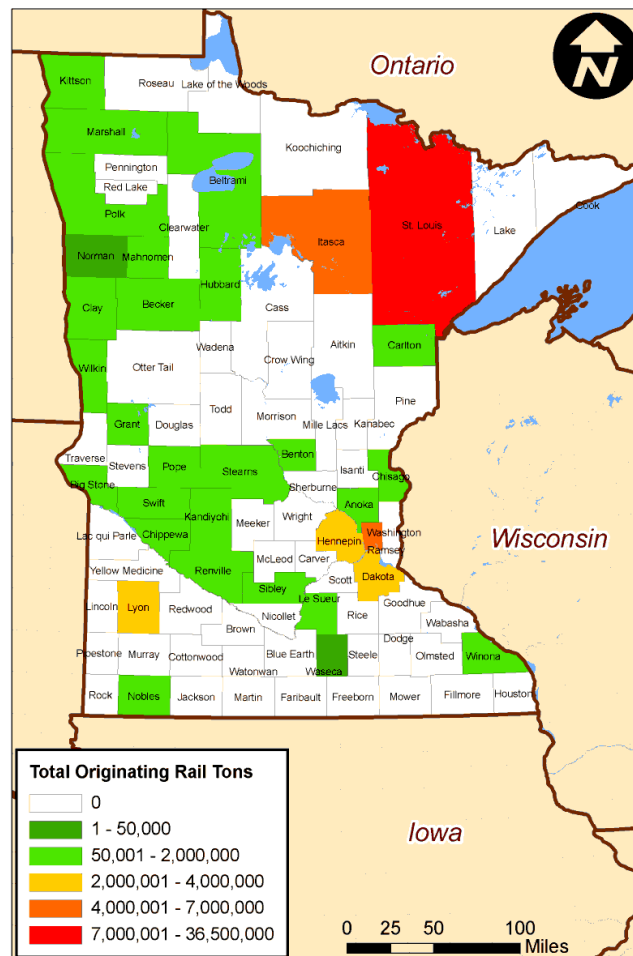 N
Ontario
Kittson
Roseau
Lake of the Woods
Marshall
Koochiching
Pennington
Red Lake
Beltrami
Polk
Clearwater
St. Louis
Lake
Cook
Itasca
Norman
Mahnomen
Hubbard
Clay
Becker
Cass
Wadena
Crow Wing
Aitkin
Carlton
Otter Tail
Wilkin
Todd
Morrison
Mille Lacs
Kanabec
Pine
Grant
Douglas
Benton
Traverse
Stevens
Pope
Stearns
Isanti
Chisago
Sherburne
Big Stone
Swift
Kandiyohi
Anoka
Wright
Meeker
Hennepin
Washington
Ramsey
Wisconsin
Lac qui Parle
Chippewa
McLeod
Carver
Yellow Medicine
Renville
Scott
Dakota
Sibley
Le Sueur
Lincoln
Lyon
Redwood
Nicollet
Rice
Goodhue
Wabasha
Brown
Dodge
Pipestone
Murray
Cottonwood
Watonwan
Blue Earth
Waseca
Steele
Olmsted
Winona
Rock
Nobles
Jackson
Martin
Faribault
Freeborn
Mower
Fillmore
Houston
Iowa
Total Originating Rail Tons
0
1 - 50,000
50,001 - 2,000,000
2,000,001 - 4,000,000
4,000,001 - 7,000,000
7,000,001 - 36,500,000
0 25 50 100
Miles